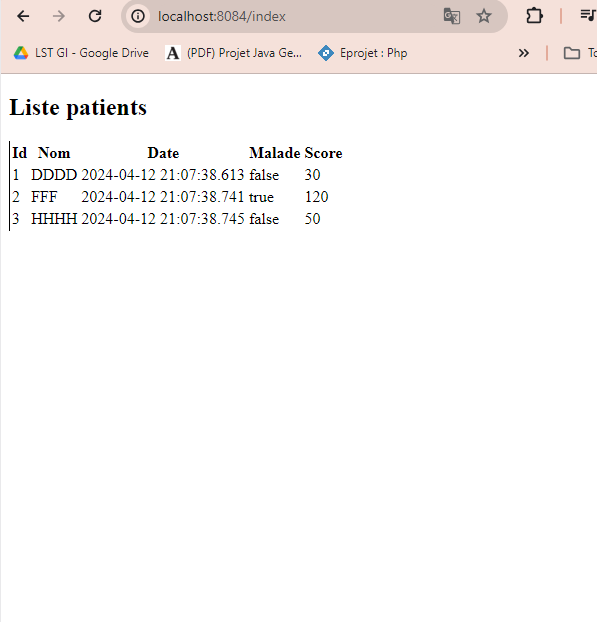 localhost:8084/index
LST GI - Google Drive A (PDF) Projet Java Ge... Eprojet : Php » To
Liste patients
Id Nom Date Malade Score
1 DDDD 2024-04-12 21:07:38.613 false 30
2 FFF 2024-04-12 21:07:38.741 true 120
3 HHHH 2024-04-12 21:07:38.745 false 50